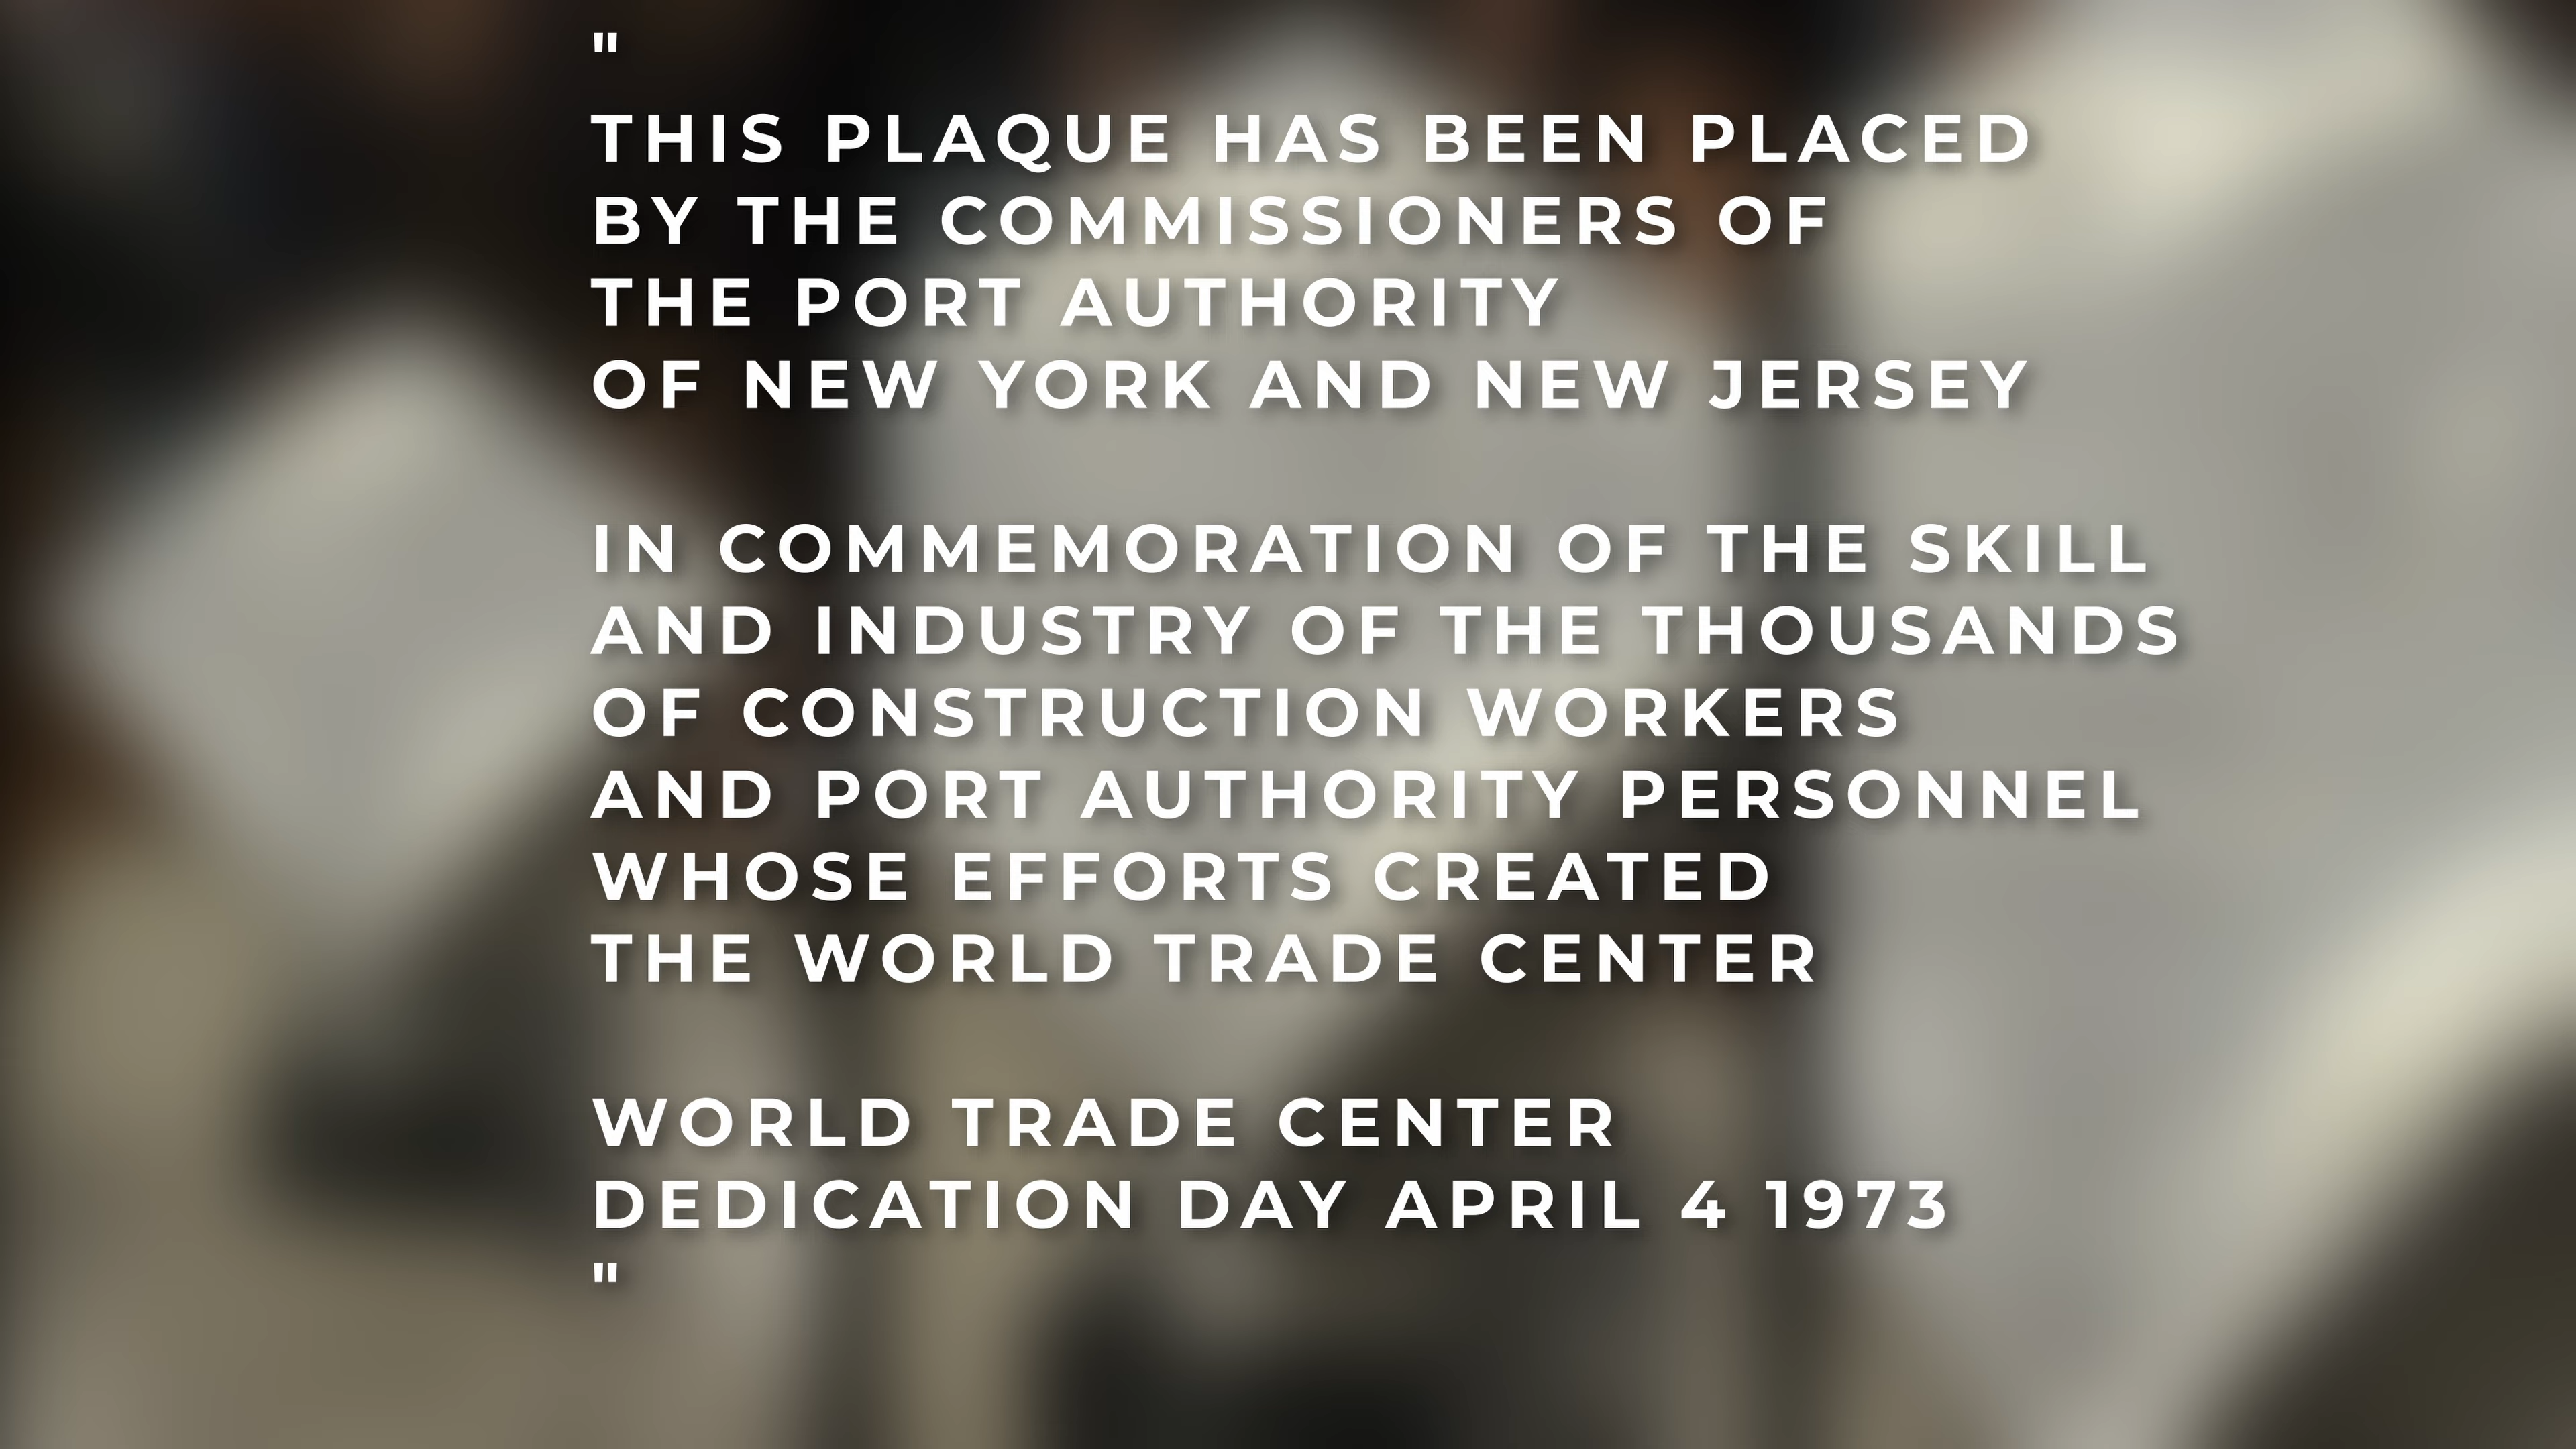 "
THIS PLAQUE HAS BEEN PLACED
BY THE COMMISSIONERS OF
THE PORT AUTHORITY
OF NEW YORK AND NEW JERSEY
IN COMMEMORATION OF THE SKILL
AND INDUSTRY OF THE THOUSANDS
OF CONSTRUCTION WORKERS
AND PORT AUTHORITY PERSONNEL
WHOSE EFFORTS CREATED
THE WORLD TRADE CENTER
WORLD TRADE CENTER
DEDICATION DAY APRIL 4 1973
"